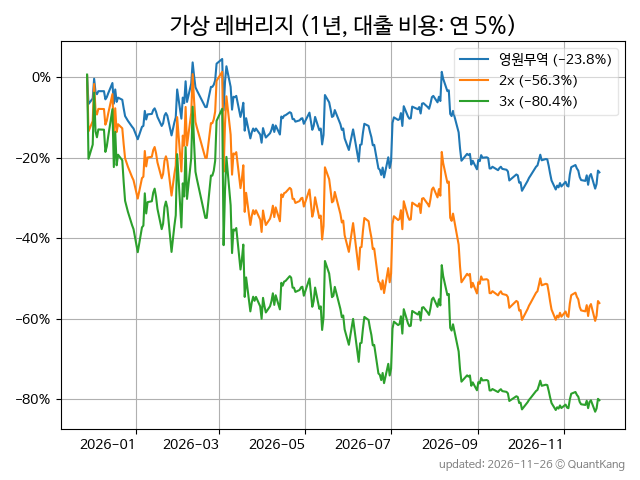 가상 레버리지 (1년, 대출 비용: 연 5%)
영원무역 (−23.8%)
2x (−56.3%)
3x (−80.4%)
0%
−20%
−40%
−60%
−80%
2026-01 2026-03 2026-05 2026-07 2026-09 2026-11
updated: 2026-11-26 © QuantKang